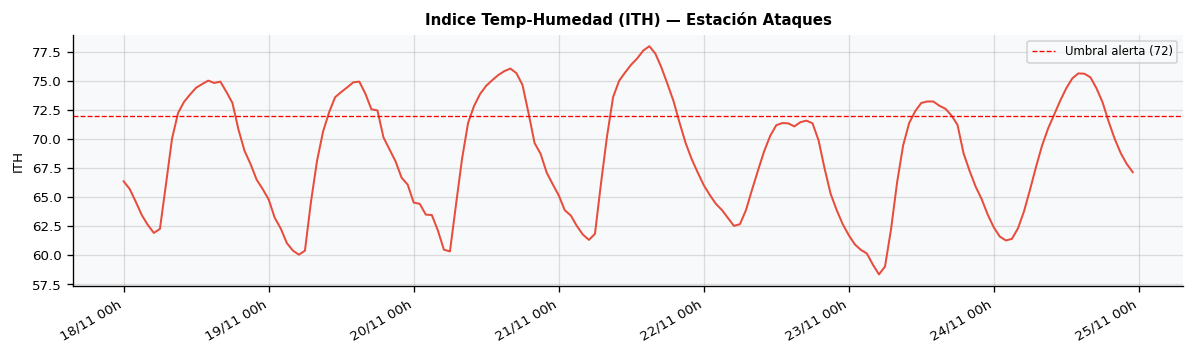 Indice Temp-Humedad (ITH) — Estación Ataques
Umbral alerta (72)
ITH
77.5
75.0
72.5
70.0
67.5
65.0
62.5
60.0
57.5
18/11 00h
19/11 00h
20/11 00h
21/11 00h
22/11 00h
23/11 00h
24/11 00h
25/11 00h